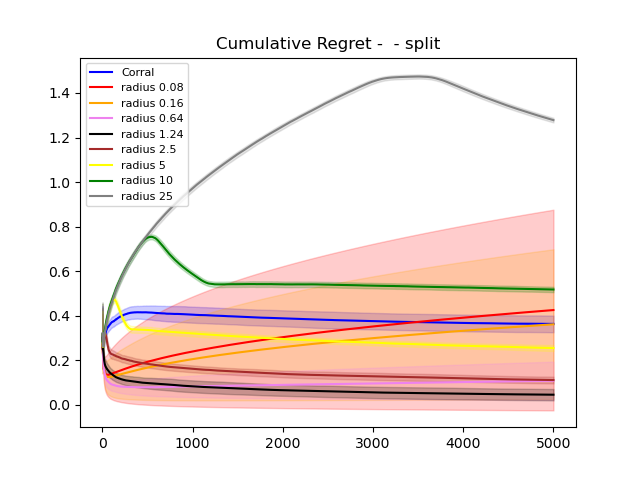 Cumulative Regret -  - split
Corral
radius 0.08
radius 0.16
radius 0.64
radius 1.24
radius 2.5
radius 5
radius 10
radius 25
1.4
1.2
1.0
0.8
0.6
0.4
0.2
0.0
0 1000 2000 3000 4000 5000